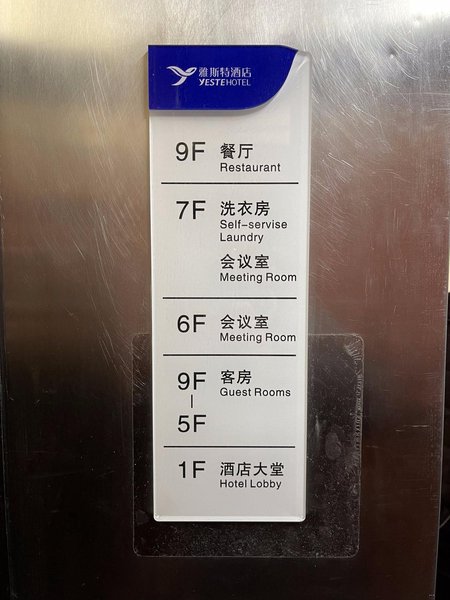 雅斯特酒店
YESTEHOTEL
9F 餐厅
Restaurant
7F 洗衣房
Self-servise
Laundry
会议室
Meeting Room
6F 会议室
Meeting Room
9F 客房
Guest Rooms
|
5F
1F 酒店大堂
Hotel Lobby